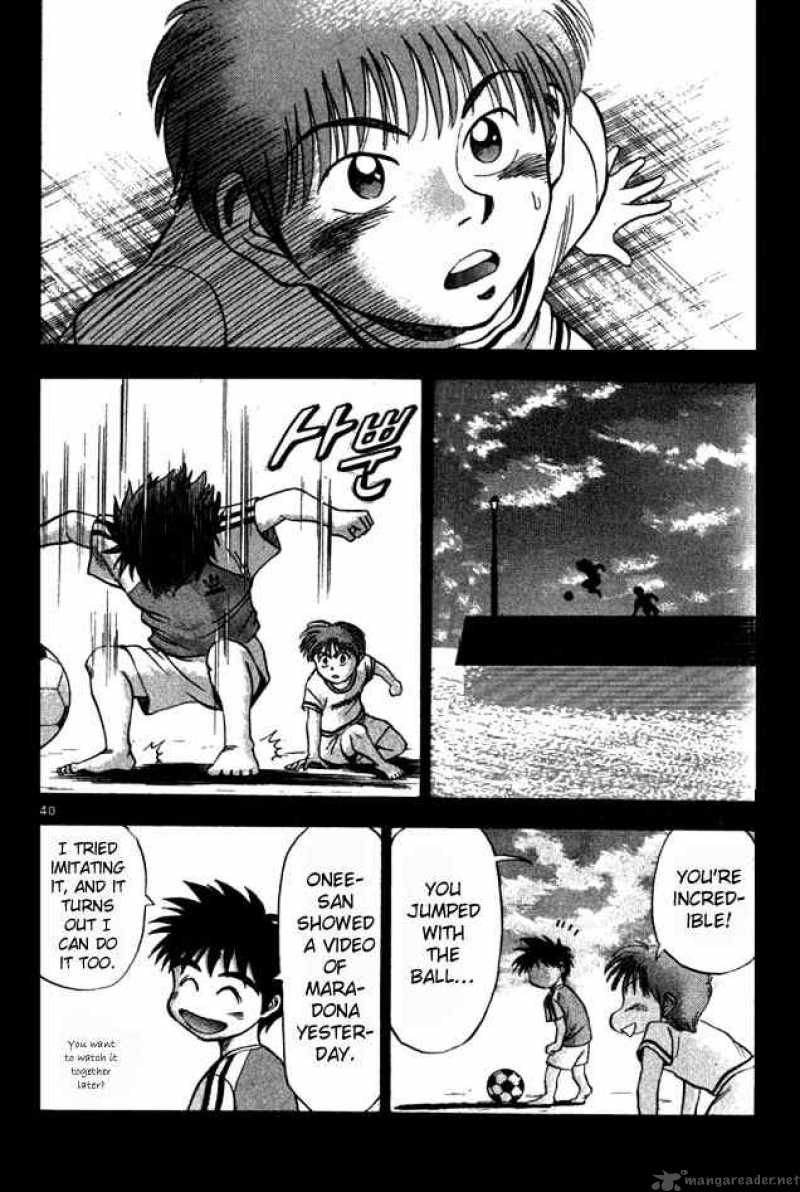 사뿐
YOU'RE
INCRED-
IBLE!
YOU
JUMPED
WITH
THE
BALL...
ONEE-
SAN
SHOWED
A VIDEO
OF
MARA-
DONA
YESTER-
DAY.
I TRIED
IMITATING
IT, AND IT
TURNS
OUT I
CAN DO
IT TOO.
You want
to watch it
together
later?
40
mangareader.net